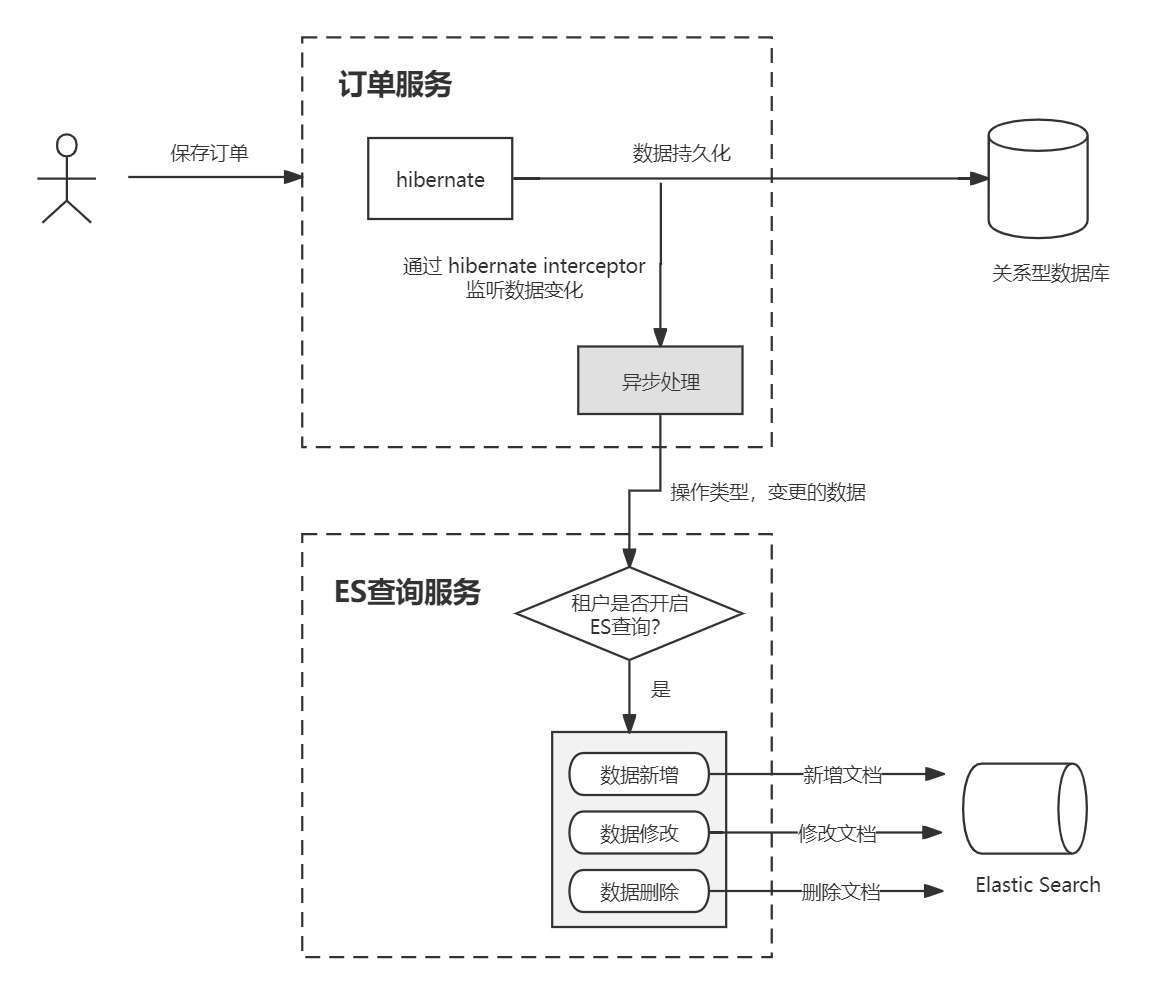 订单服务
保存订单
hibernate
数据持久化
关系型数据库
通过 hibernate interceptor
监听数据变化
异步处理
操作类型，变更的数据
ES查询服务
租户是否开启
ES查询？
是
数据新增
新增文档
数据修改
修改文档
数据删除
删除文档
Elastic Search